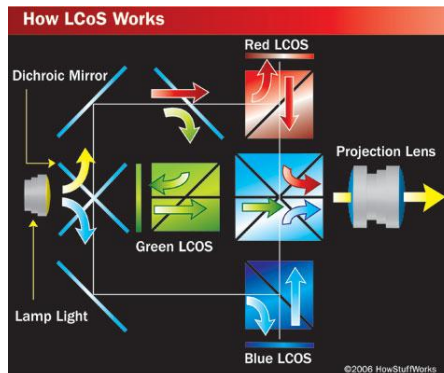 How LCoS Works
Red LCOS
Dichroic Mirror
Projection Lens
Green LCOS
Lamp Light
Blue LCOS
©2006 HowStuffWorks